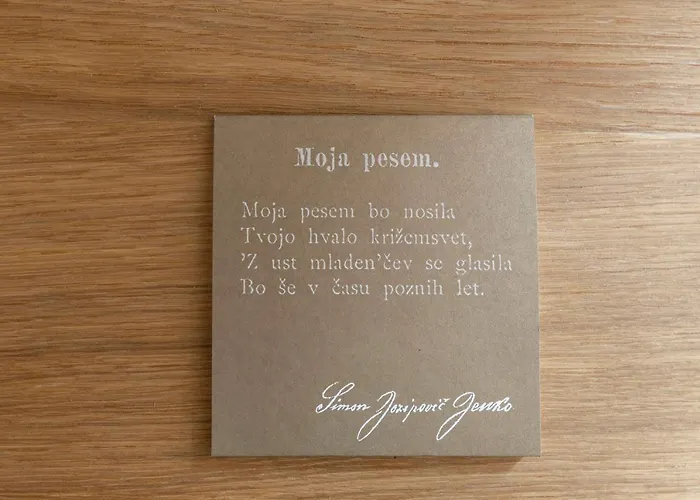 Moja pesem.
Moja pesem bo nosila
Tvojo hvalo križemsvet,
'Z ust mladen'čev se glasila
Bo še v času poznih let.
Simon Jozipovič Jenko